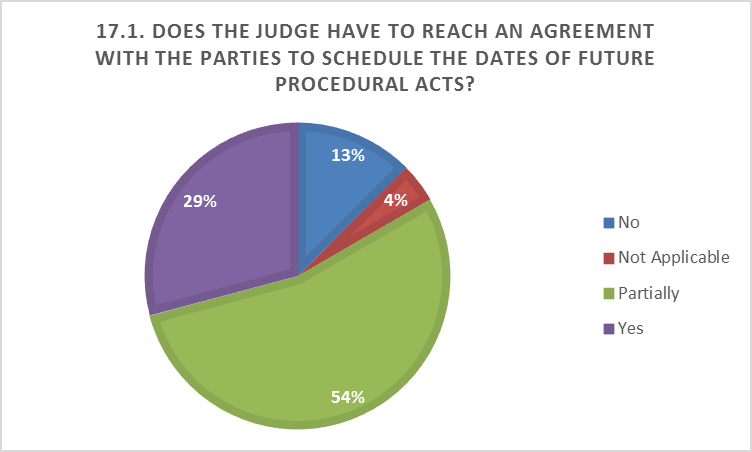 17.1. DOES THE JUDGE HAVE TO REACH AN AGREEMENT
WITH THE PARTIES TO SCHEDULE THE DATES OF FUTURE
PROCEDURAL ACTS?
13%
4%
29%
54%
No
Not Applicable
Partially
Yes